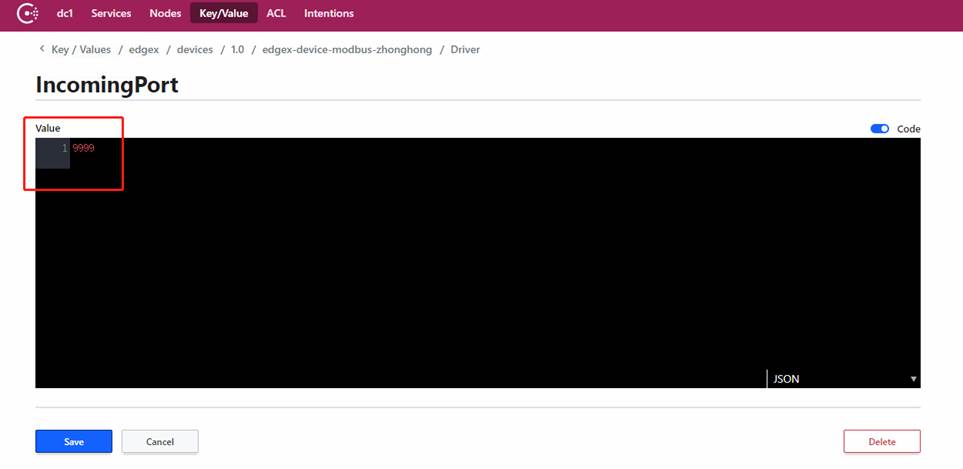 dc1 Services Nodes Key/Value ACL Intentions
Key / Values / edgex / devices / 1.0 / edgex-device-modbus-zhonghong / Driver
IncomingPort
Value Code
1 9999
JSON
Save Cancel Delete